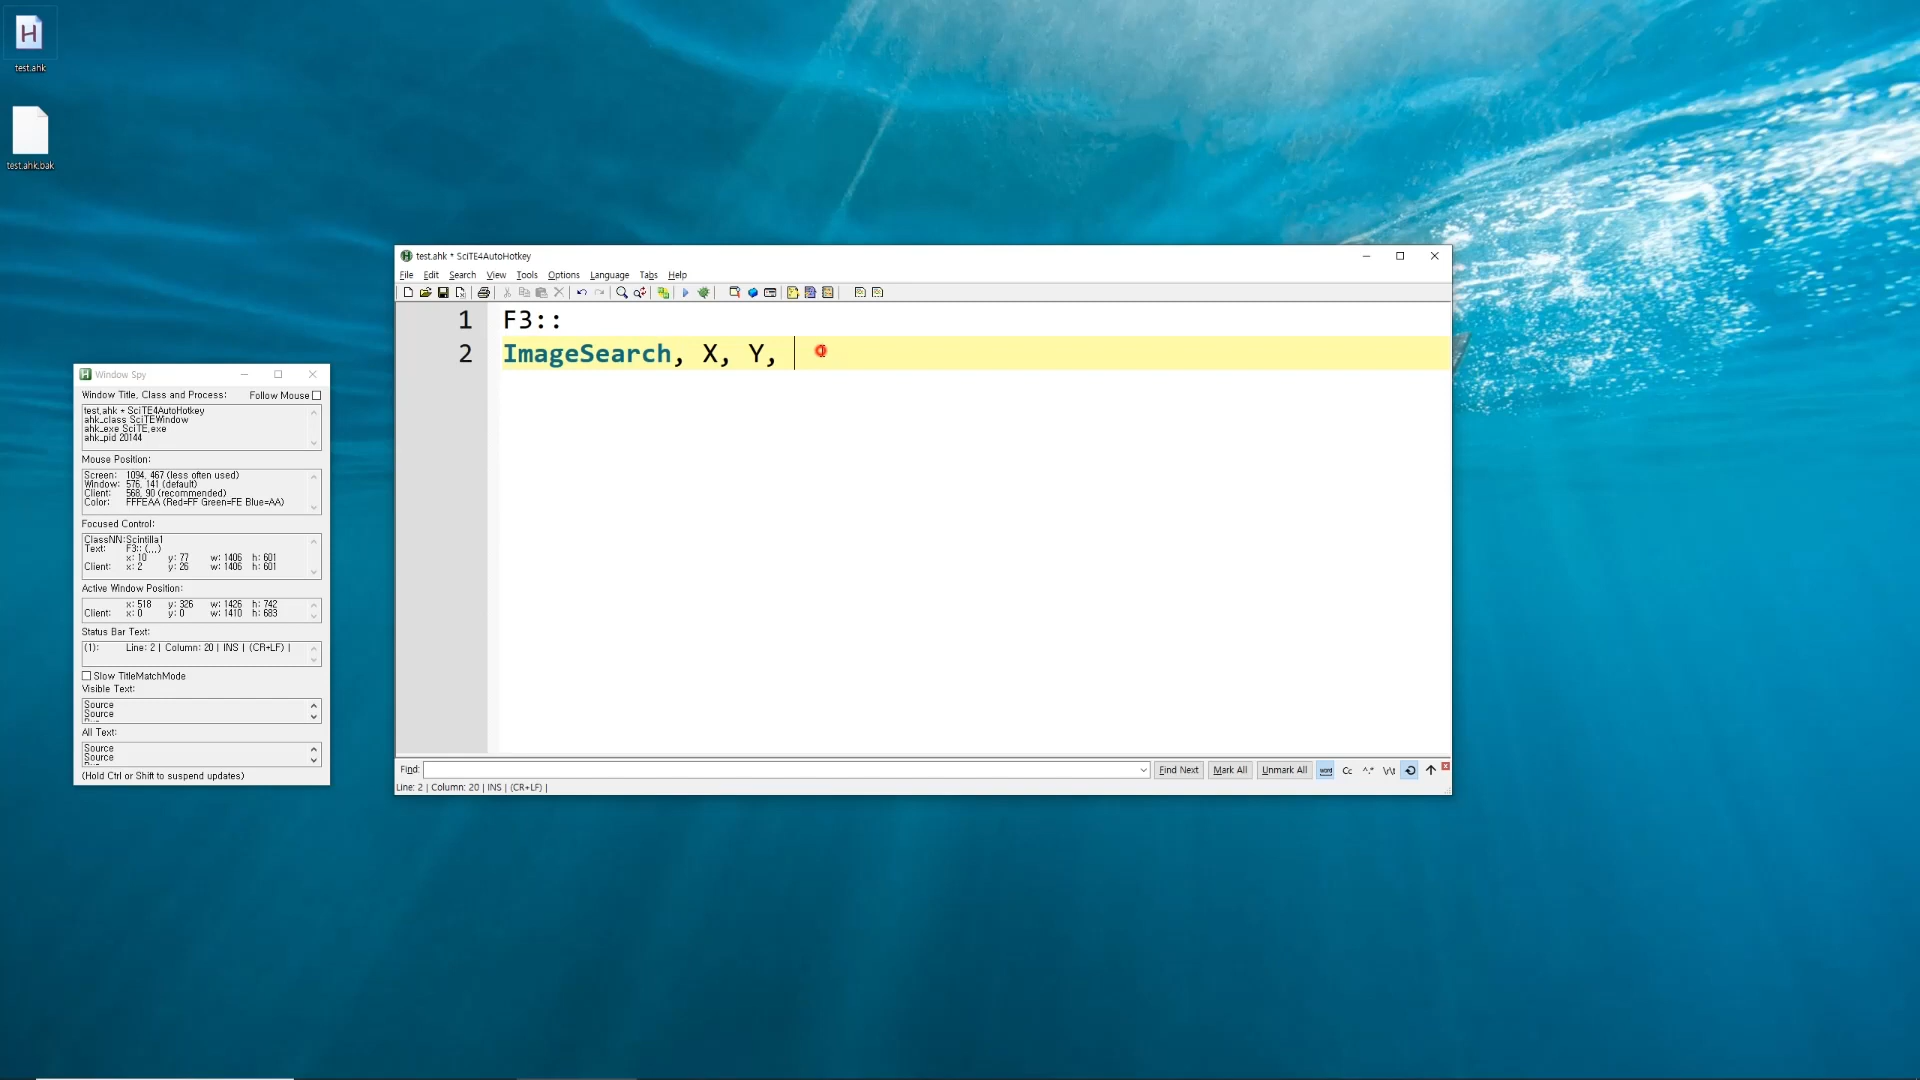 test.ahk
test.ahk.bak
test.ahk * SciTE4AutoHotkey
File Edit Search View Tools Options Language Tabs Help
1 F3::
2 ImageSearch, X, Y,
Find:
Find Next
Mark All
Unmark All
word
Cc
^.*
\r\t
Line: 2 | Column: 20 | INS | (CR+LF) |
Window Spy
Window Title, Class and Process:
Follow Mouse
test.ahk * SciTE4AutoHotkey
ahk_class SciTEWindow
ahk_exe SciTE.exe
ahk_pid 20144
Mouse Position:
Screen: 1094, 467 (less often used)
Window: 576, 141 (default)
Client: 568, 90 (recommended)
Color: FFFEAA (Red=FF Green=FE Blue=AA)
Focused Control:
ClassNN: Scintilla1
Text: F3:: (,,,)
x: 10 y: 77 w: 1406 h: 601
Client: x: 2 y: 26 w: 1406 h: 601
Active Window Position:
x: 518 y: 326 w: 1426 h: 742
Client: x: 0 y: 0 w: 1410 h: 683
Status Bar Text:
(1): Line: 2 | Column: 20 | INS | (CR+LF) |
Slow TitleMatchMode
Visible Text:
Source
Source
All Text:
Source
Source
(Hold Ctrl or Shift to suspend updates)